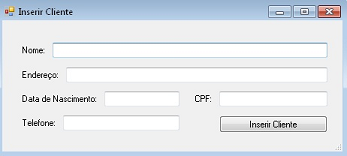 Inserir Cliente
Nome:
Endereço:
Data de Nascimento: CPF:
Telefone: Inserir Cliente